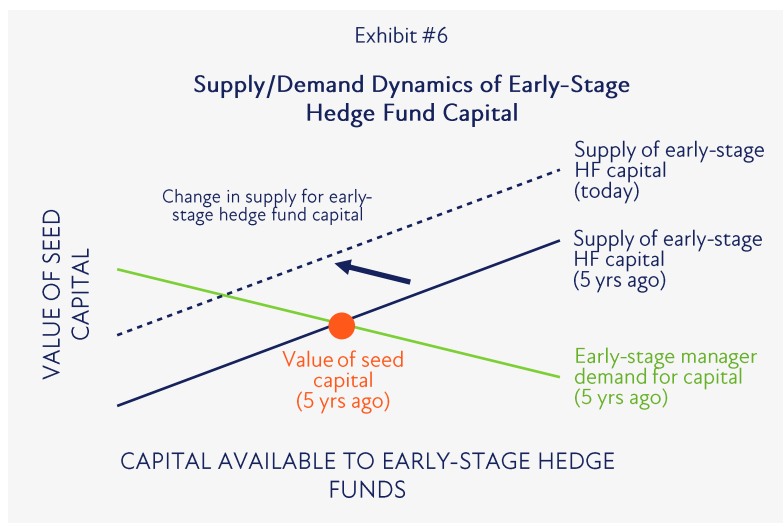 Exhibit #6
Supply/Demand Dynamics of Early-Stage
Hedge Fund Capital
Supply of early-stage
HF capital
(today)
Change in supply for early-
stage hedge fund capital
Supply of early-stage
HF capital
(5 yrs ago)
VALUE OF SEED
CAPITAL
Value of seed
capital
(5 yrs ago)
Early-stage manager
demand for capital
(5 yrs ago)
CAPITAL AVAILABLE TO EARLY-STAGE HEDGE
FUNDS